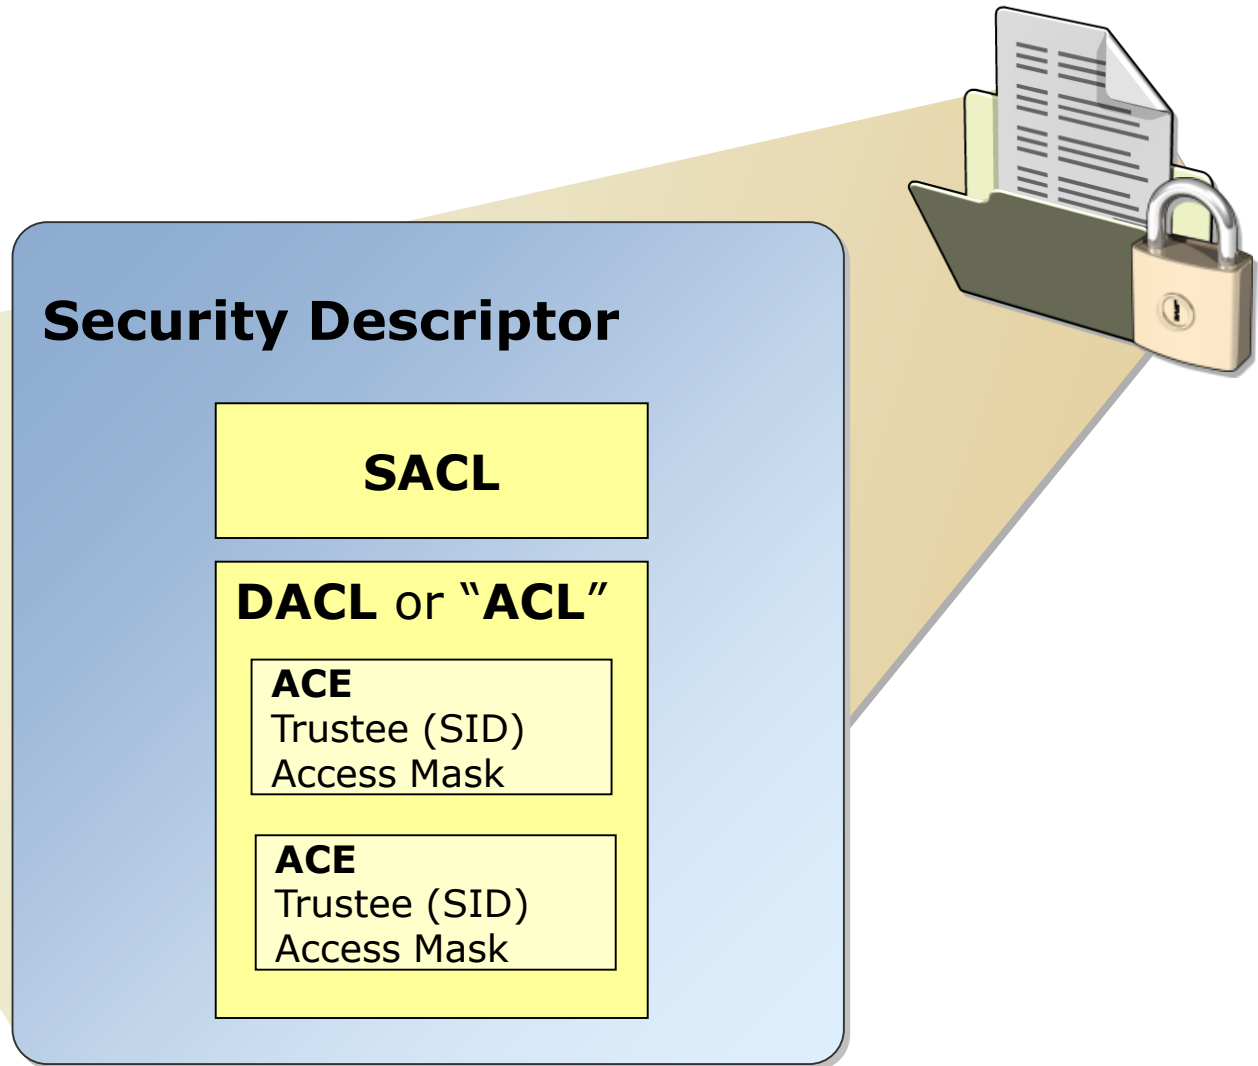 Security Descriptor
SACL
DACL or “ACL”
ACE
Trustee (SID)
Access Mask
ACE
Trustee (SID)
Access Mask